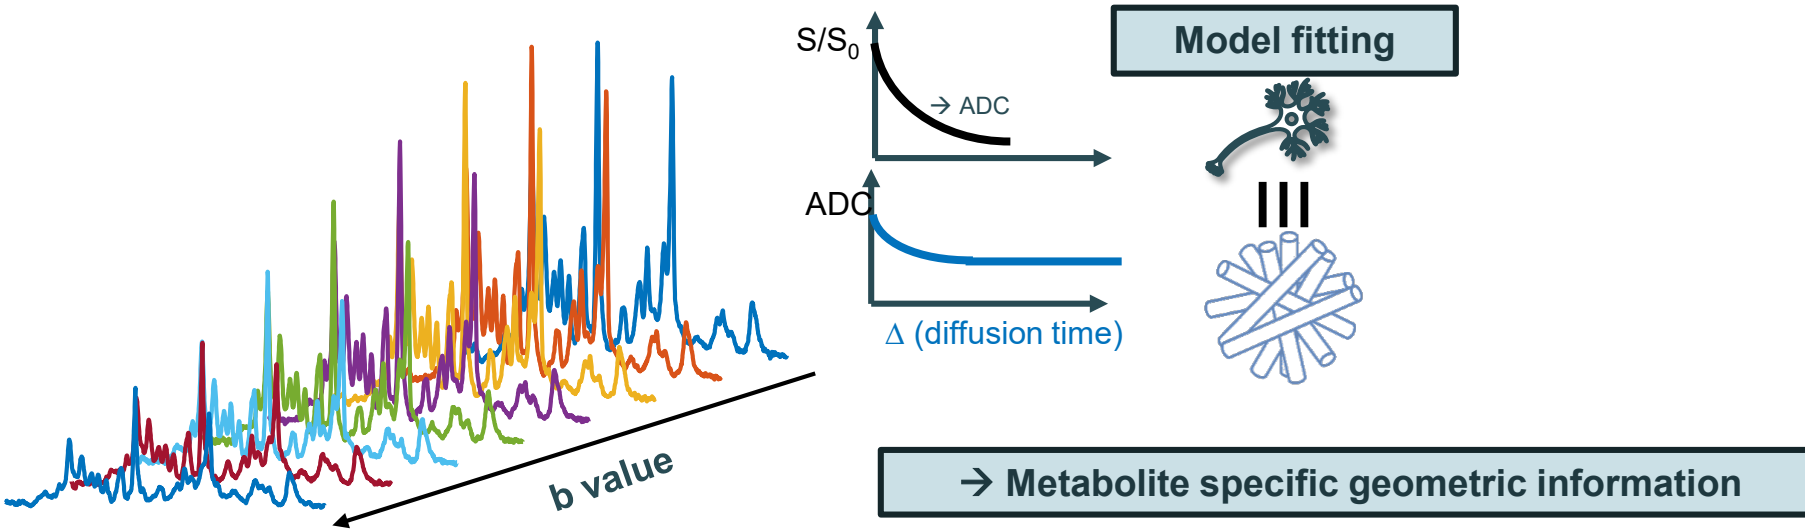 S/S₀
→ ADC
ADC
Δ (diffusion time)
b value
Model fitting
→ Metabolite specific geometric information